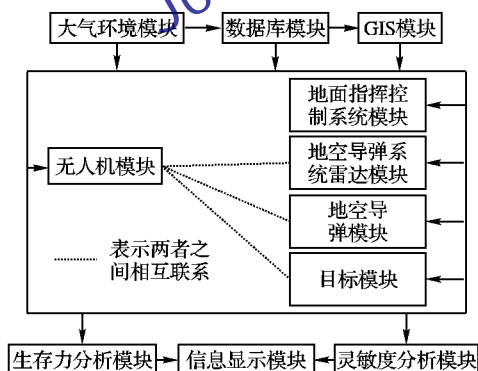 大气环境模块
数据库模块
GIS模块
地面指挥控
制系统模块
无人机模块
地空导弹系
统雷达模块
地空导
弹模块
表示两者之
间相互联系
目标模块
生存力分析模块
信息显示模块
灵敏度分析模块